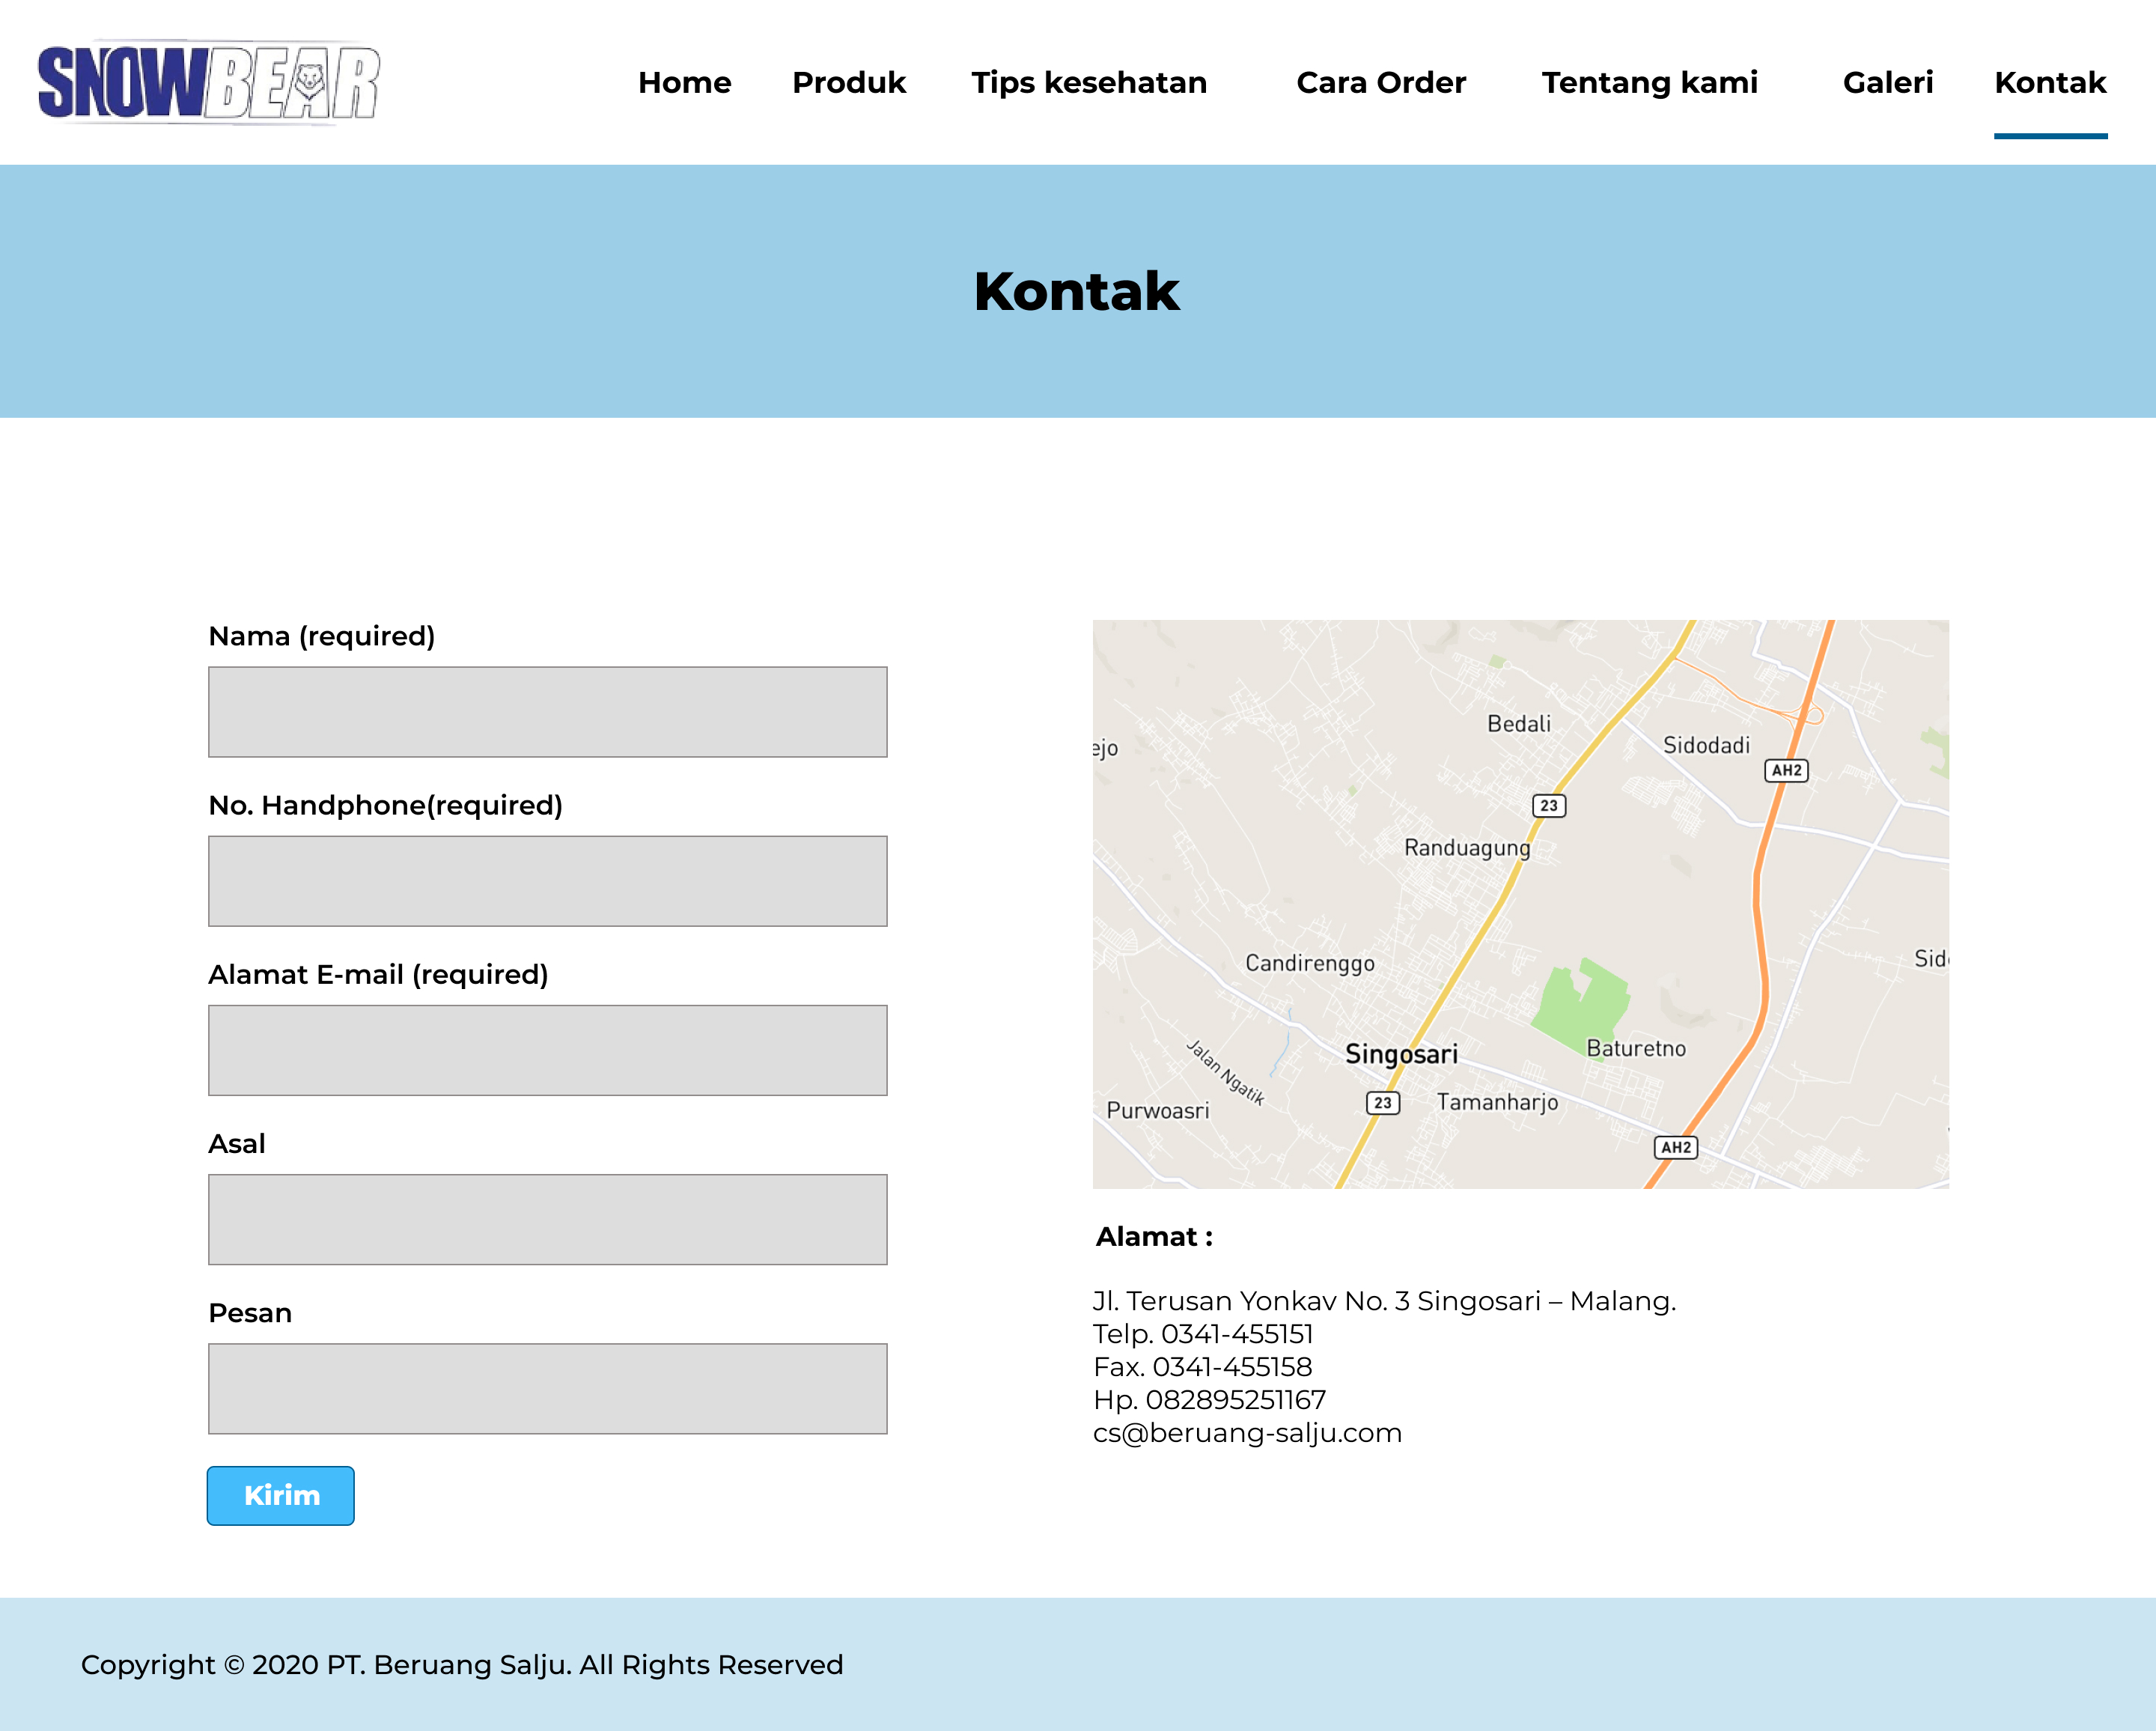 SNOWBEAR
Home Produk Tips kesehatan Cara Order Tentang kami Galeri Kontak
Kontak
Nama (required)
No. Handphone(required)
Alamat E-mail (required)
Asal
Pesan
Kirim
Bedali
ejo
Sidodadi
AH2
23
Randuagung
Candirenggo
Sid
Jalan Ngatik
Singosari
Baturetno
23
Tamanharjo
Purwoasri
AH2
Alamat :
Jl. Terusan Yonkav No. 3 Singosari – Malang.
Telp. 0341-455151
Fax. 0341-455158
Hp. 082895251167
cs@beruang-salju.com
Copyright © 2020 PT. Beruang Salju. All Rights Reserved